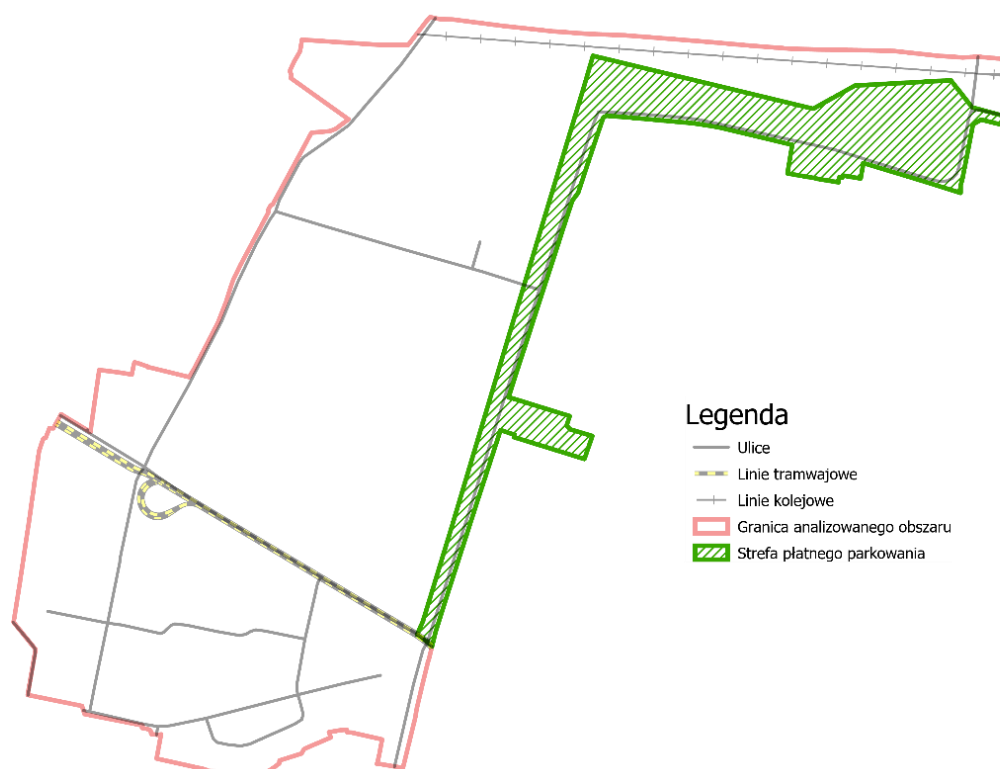 Legenda
Ulice
Linie tramwajowe
Linie kolejowe
Granica analizowanego obszaru
Strefa płatnego parkowania